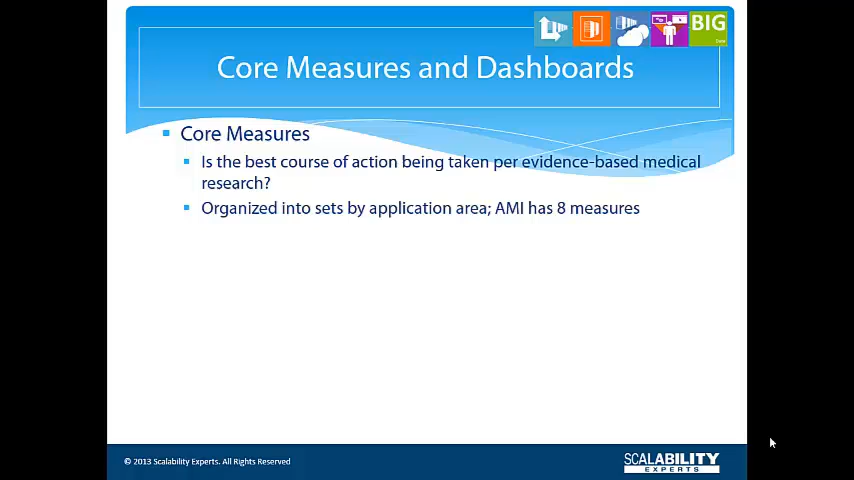 BIG
Data
Core Measures and Dashboards
Core Measures
Is the best course of action being taken per evidence-based medical
research?
Organized into sets by application area; AMI has 8 measures
© 2013 Scalability Experts. All Rights Reserved
SCALABILITY
EXPERTS